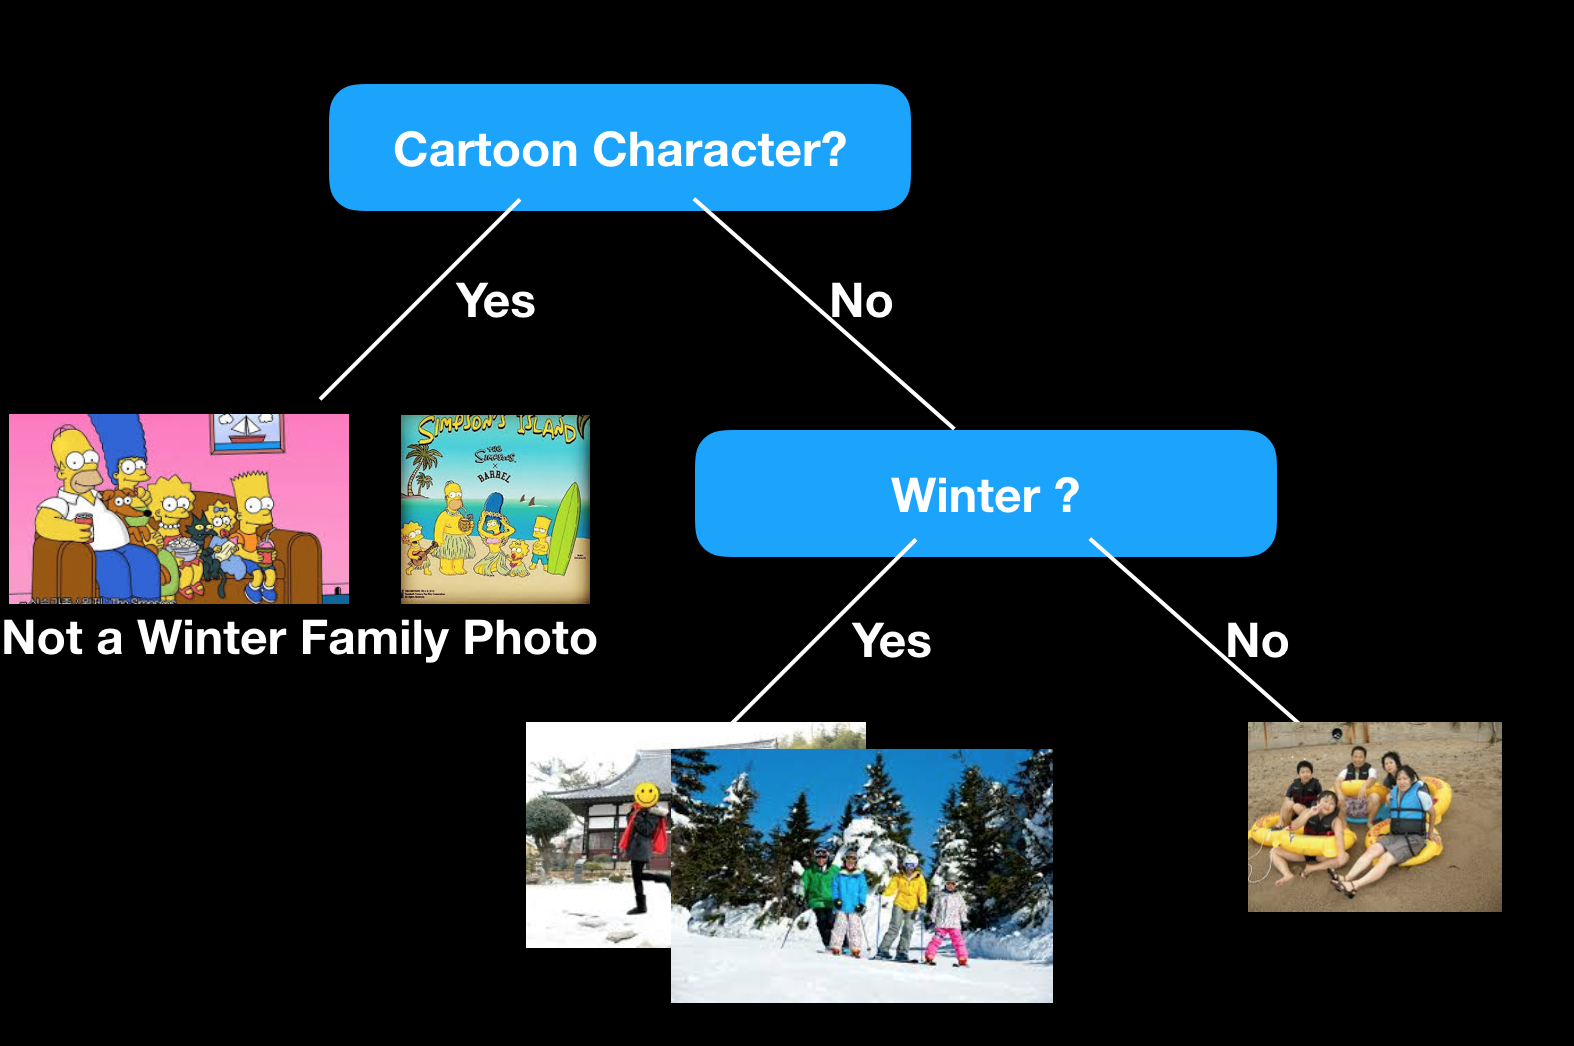 Cartoon Character?
Yes
No
SIMPSON'S ISLAND
THE
SIMPSONS
X
BARREL
Winter ?
Not a Winter Family Photo
Yes
No